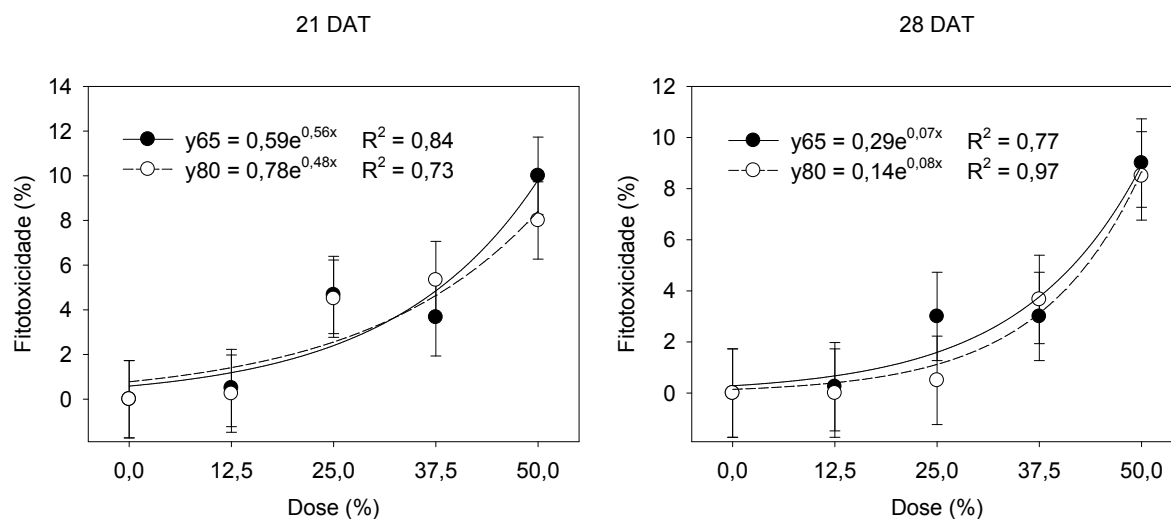 21 DAT
14
12
10
8
6
4
2
0
Fitotoxicidade (%)
y65 = 0,59e^0,56x R² = 0,84
y80 = 0,78e^0,48x R² = 0,73
0,0 12,5 25,0 37,5 50,0
Dose (%)
28 DAT
12
10
8
6
4
2
0
Fitotoxicidade (%)
y65 = 0,29e^0,07x R² = 0,77
y80 = 0,14e^0,08x R² = 0,97
0,0 12,5 25,0 37,5 50,0
Dose (%)